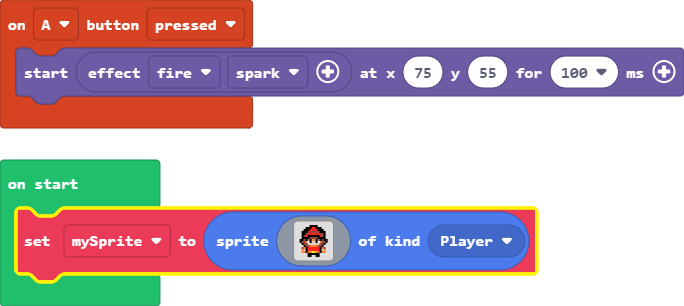 on A button pressed
start effect fire spark at x 75 y 55 for 100 ms
on start
set mySprite to sprite of kind Player